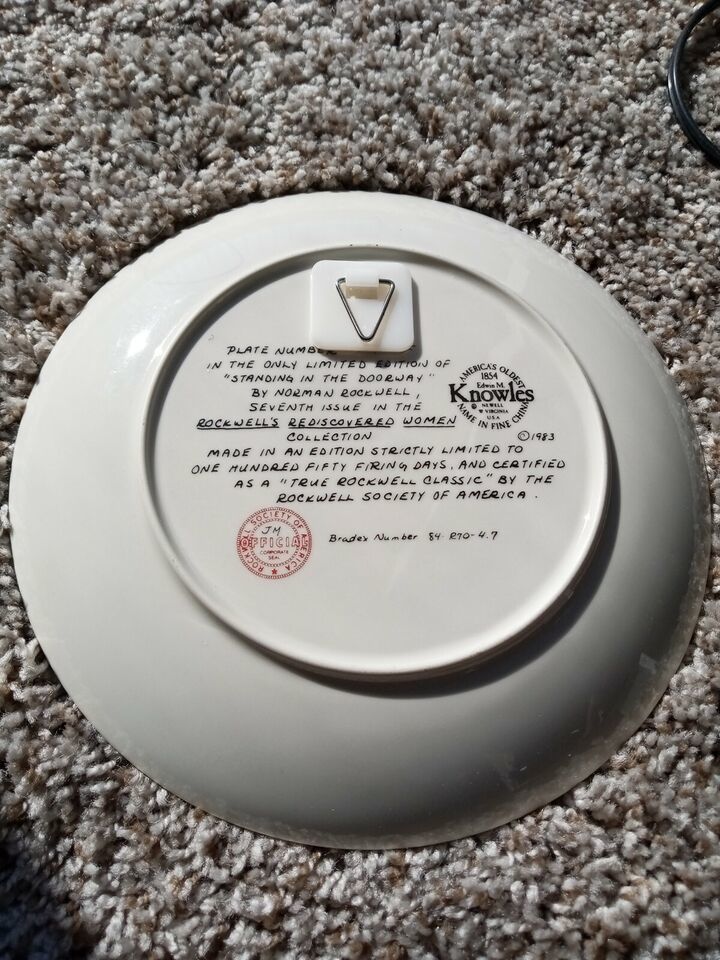 PLATE NUMBER
IN THE ONLY LIMITED EDITION OF
"STANDING IN THE DOORWAY"
BY NORMAN ROCKWELL,
SEVENTH ISSUE IN THE
ROCKWELL'S REDISCOVERED WOMEN
COLLECTION
MADE IN AN EDITION STRICTLY LIMITED TO
ONE HUNDRED FIFTY FIRING DAYS, AND CERTIFIED
AS A "TRUE ROCKWELL CLASSIC" BY THE
ROCKWELL SOCIETY OF AMERICA.
AMERICA'S OLDEST
1854
Edwin M.
Knowles
®
NEWELL
W VIRGINIA
U.S.A
NAME IN FINE CHINA
©1983
ROCKWELL SOCIETY OF AMERICA
JM
OFFICIAL
CORPORATE
SEAL
Bradex Number 84-R70-4.7